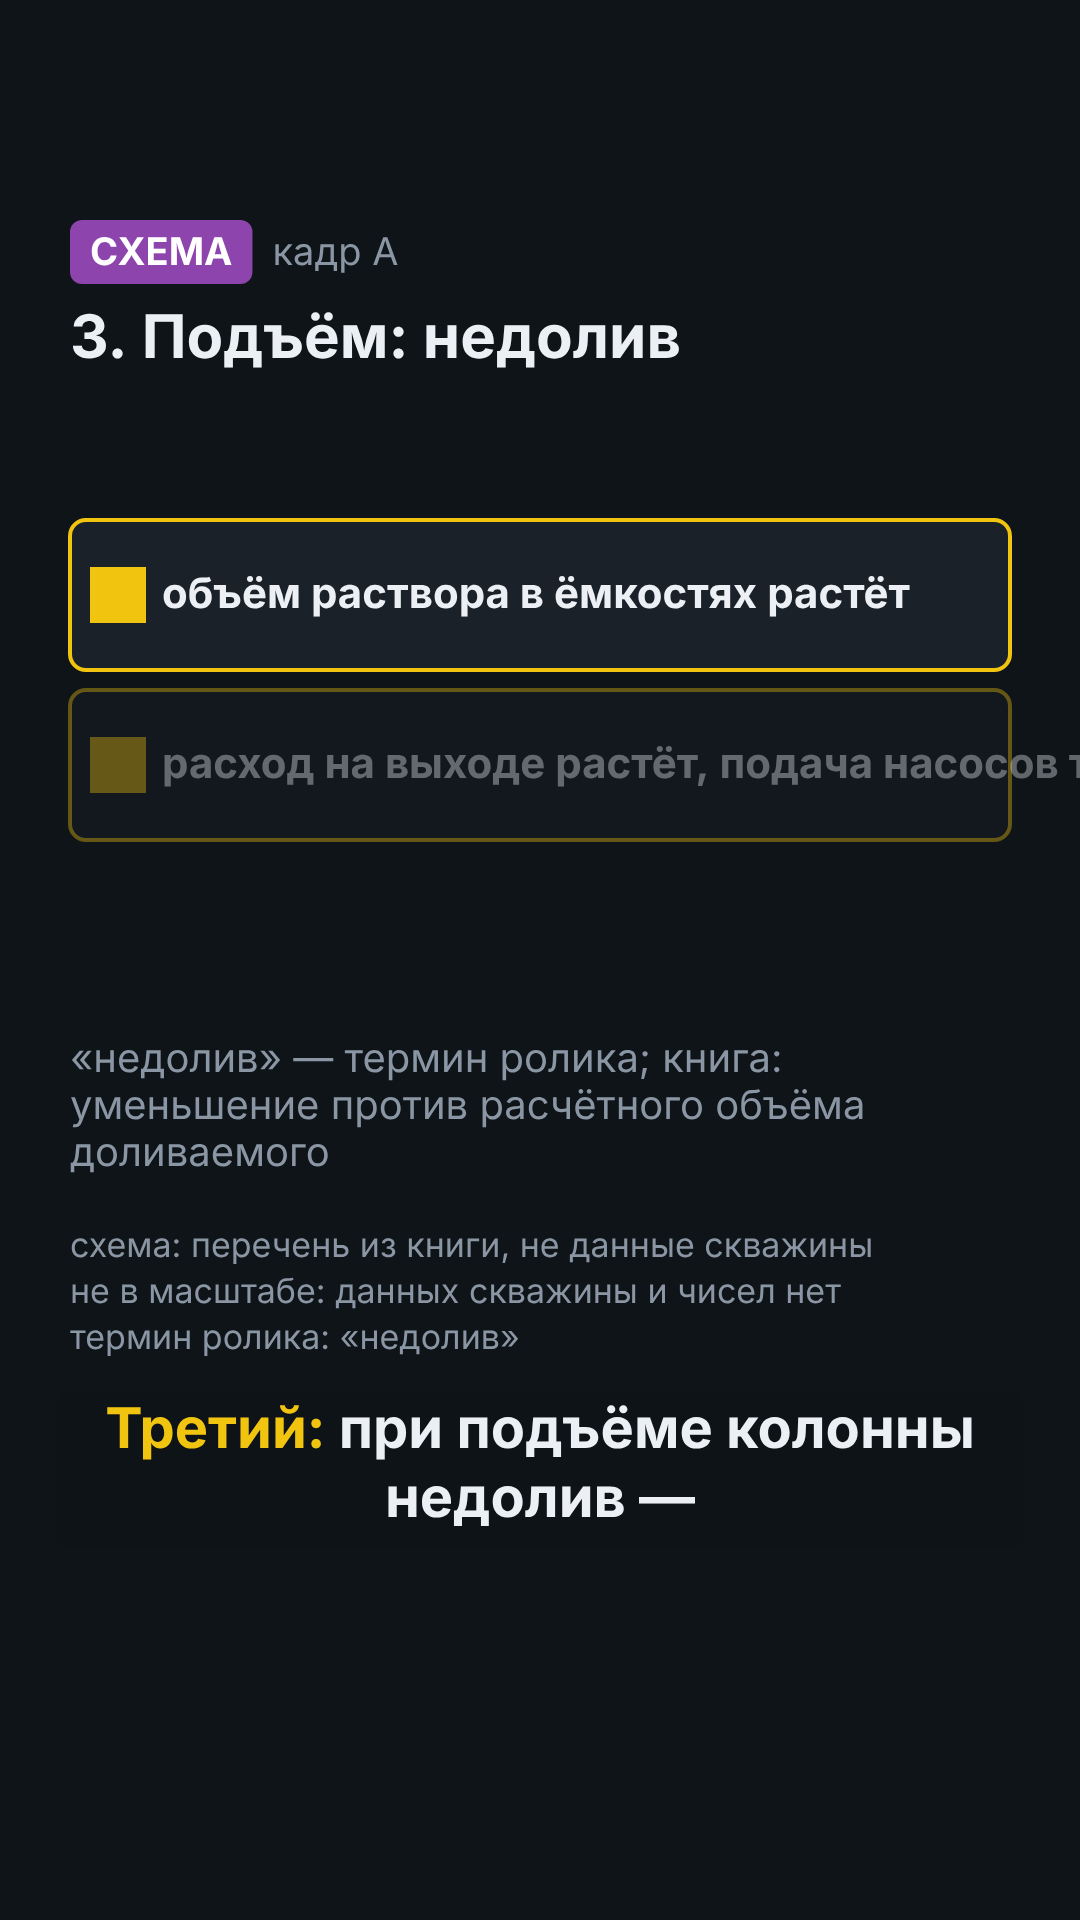 СХЕМА кадр А
3. Подъём: недолив
объём раствора в ёмкостях растёт
расход на выходе растёт, подача насосов
«недолив» — термин ролика; книга:
уменьшение против расчётного объёма
доливаемого
схема: перечень из книги, не данные скважины
не в масштабе: данных скважины и чисел нет
термин ролика: «недолив»
Третий: при подъёме колонны
недолив —